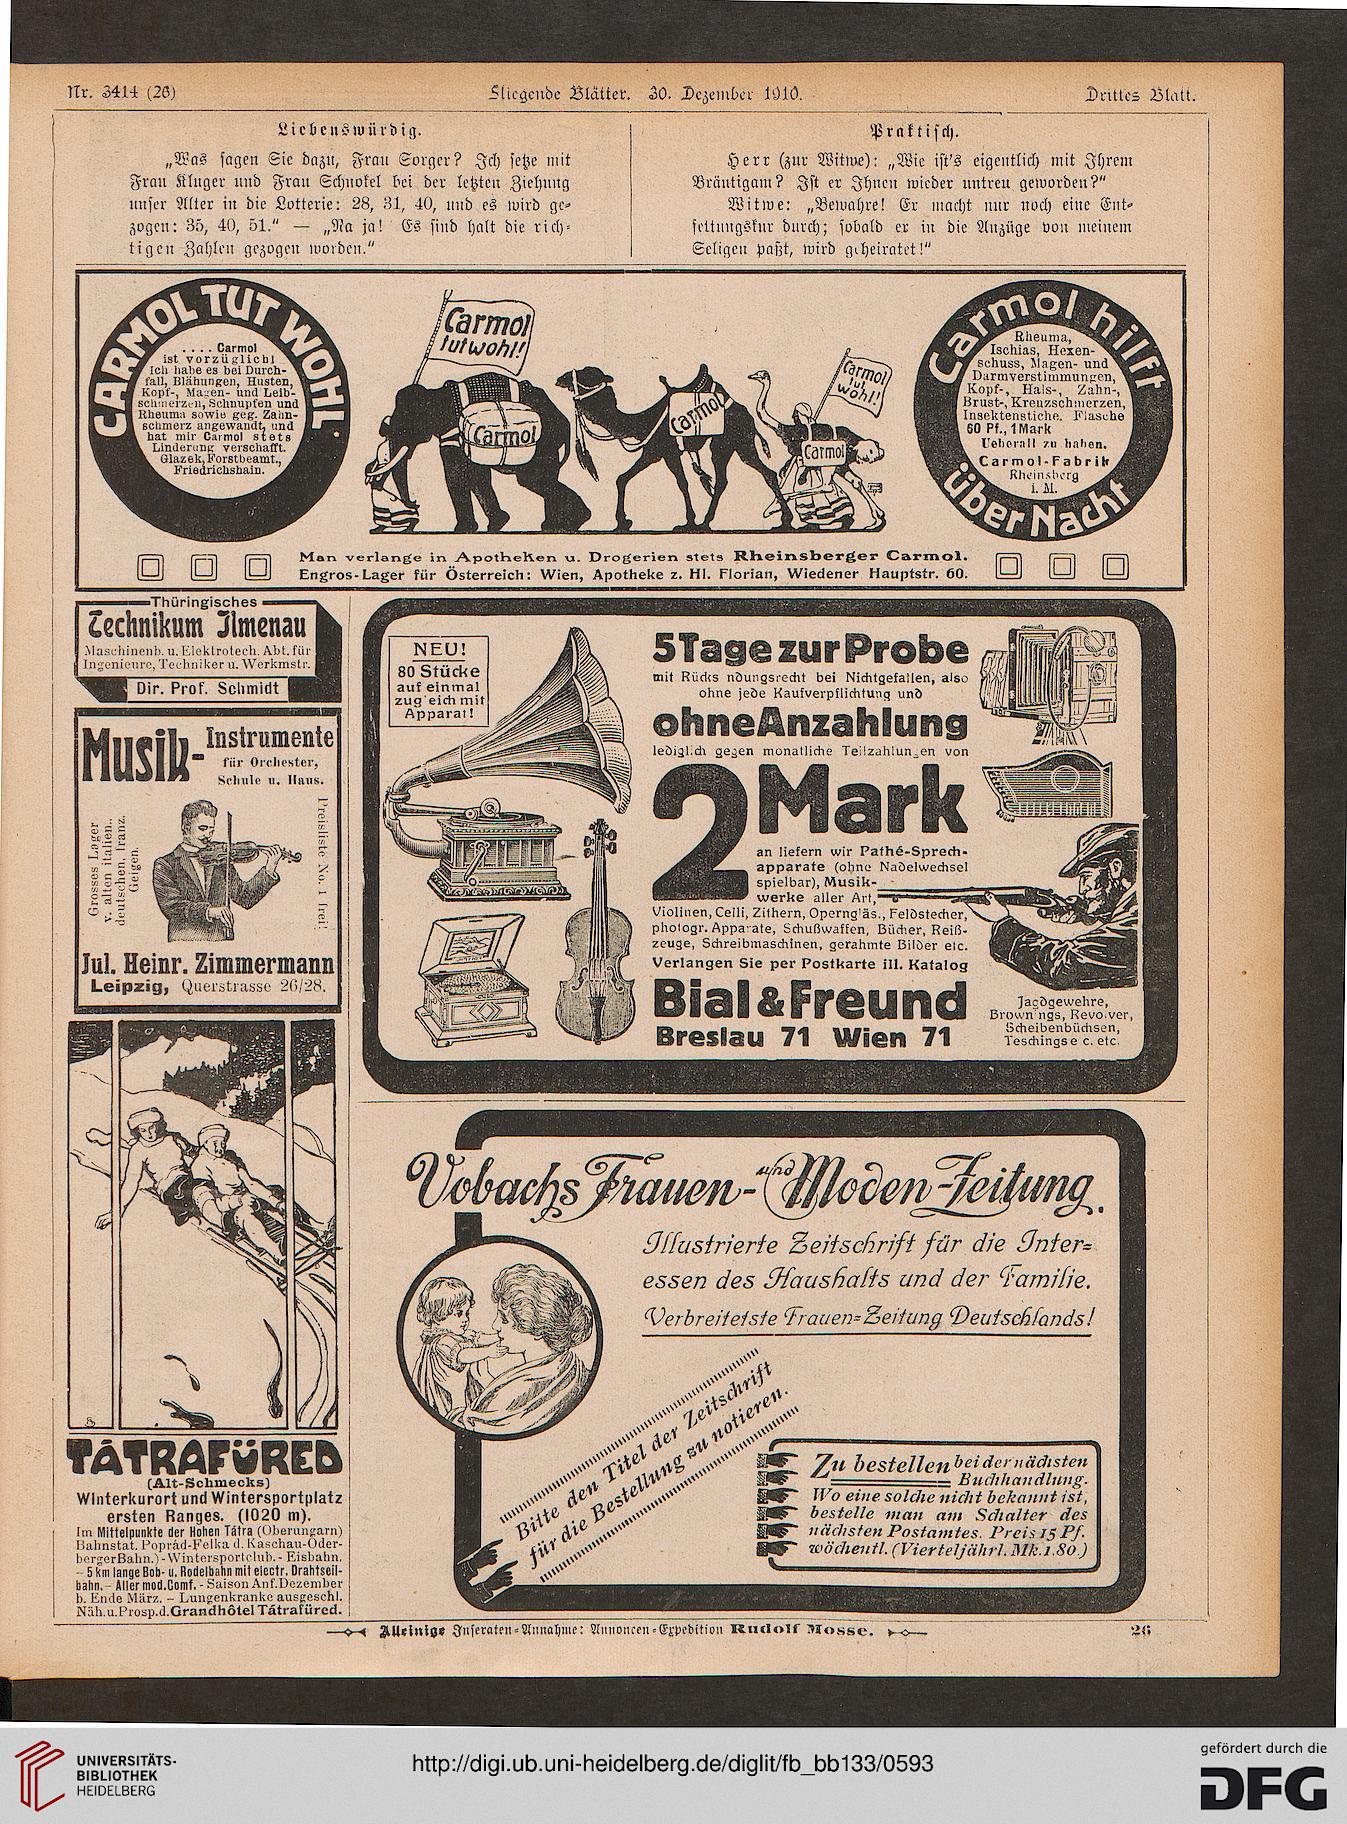 Nr. 3414 (26)
Fliegende Blätter. 30. Dezember 1910.
Drittes Blatt.
Liebenswürdig.
„Was sagen Sie dazu, Frau Sorger? Ich setze mit
Frau Kluger und Frau Schnokel bei der letzten Ziehung
unser Alter in die Lotterie: 28, 31, 40, und es wird ge-
zogen: 35, 40, 51.“ — „Na ja! Es sind halt die rich-
tigen Zahlen gezogen worden.“
Praktisch.
Herr (zur Witwe): „Wie ist's eigentlich mit Ihrem
Bräutigam? Ist er Ihnen wieder untreu geworden?“
Witwe: „Bewahre! Er macht nur noch eine Ent-
fettungskur durch; sobald er in die Anzüge von meinem
Seligen paßt, wird geheiratet!“
CARMOL TUT WOHL.
.... Carmol
ist vorzüglich!
Ich habe es bei Durch-
fall, Blähungen, Husten,
Kopf-, Magen- und Leib-
schmerzen, Schnupfen und
Rheuma sowie geg. Zahn-
schmerz angewandt, und
hat mir Carmol stets
Linderung verschafft.
Glazek, Forstbeamt.,
Friedrichshain.
Carmol
tut wohl!
Carmol
Carmol
Carmol
tut
wohl!
Carmol
Carmol hilft
Rheuma,
Ischias, Hexen-
schuss, Magen- und
Darmverstimmungen,
Kopf-, Hals-, Zahn-,
Brust-, Kreuzschmerzen,
Insektenstiche. Flasche
60 Pf., 1 Mark
Ueberall zu haben.
Carmol-Fabrik
Rheinsberg
i. M.
über Nacht
Man verlange in Apotheken u. Drogerien stets Rheinsberger Carmol.
Engros-Lager für Österreich: Wien, Apotheke z. Hl. Florian, Wiedener Hauptstr. 60.
Thüringisches
Technikum Ilmenau
Maschinenb. u. Elektrotech. Abt. für
Ingenieure, Techniker u. Werkmstr.
Dir. Prof. Schmidt
Musik-Instrumente
für Orchester,
Schule u. Haus.
Grosses Lager
v. alten italien.,
deutschen, franz.
Geigen.
Preisliste No. 1 frei!
Jul. Heinr. Zimmermann
Leipzig, Querstrasse 26/28.
TÁTRAFÜRED
(Alt-Schmecks)
Winterkurort und Wintersportplatz
ersten Ranges. (1020 m).
Im Mittelpunkte der Hohen Tátra (Oberungarn)
Bahnstat. Poprád-Felka d. Kaschau-Oder-
bergerBahn.)-Wintersportclub.- Eisbahn.
– 5 km lange Bob- u. Rodelbahn mit electr. Drahtseil-
bahn. – Aller mod. Comf. - Saison Anf. Dezember
b. Ende März. – Lungenkranke ausgeschl.
Näh. u. Prosp. d. Grandhôtel Tátrafüred.
NEU!
80 Stücke
auf einmal
zugleich mit
Apparat!
5 Tage zur Probe
mit Rücksendungsrecht bei Nichtgefallen, also
ohne jede Kaufverpflichtung und
ohne Anzahlung
lediglich gegen monatliche Teilzahlungen von
2 Mark
an liefern wir Pathé-Sprech-
apparate (ohne Nadelwechsel
spielbar), Musik-
werke aller Art,
Violinen, Celli, Zithern, Operngläs., Feldstecher,
photogr. Apparate, Schußwaffen, Bücher, Reiß-
zeuge, Schreibmaschinen, gerahmte Bilder etc.
Verlangen Sie per Postkarte ill. Katalog
Bial & Freund
Breslau 71 Wien 71
Jagdgewehre,
Brownings, Revolver,
Scheibenbüchsen,
Teschings etc. etc.
Vobachs Frauen- und Moden-Zeitung.
Illustrierte Zeitschrift für die Inter-
essen des Haushalts und der Familie.
Verbreitetste Frauen-Zeitung Deutschlands!
Bitte den Titel der Zeitschrift
für die Bestellung zu notieren.
Zu bestellen bei der nächsten
Buchhandlung.
Wo eine solche nicht bekannt ist,
bestelle man am Schalter des
nächsten Postamtes. Preis 15 Pf.
wöchentl. (Vierteljährl. Mk. 1.80.)
Alleinige Inseraten-Annahme: Annoncen-Expedition Rudolf Mosse.
26
UNIVERSITÄTS-
BIBLIOTHEK
HEIDELBERG
http://digi.ub.uni-heidelberg.de/diglit/fb_bb133/0593
gefördert durch die
DFG